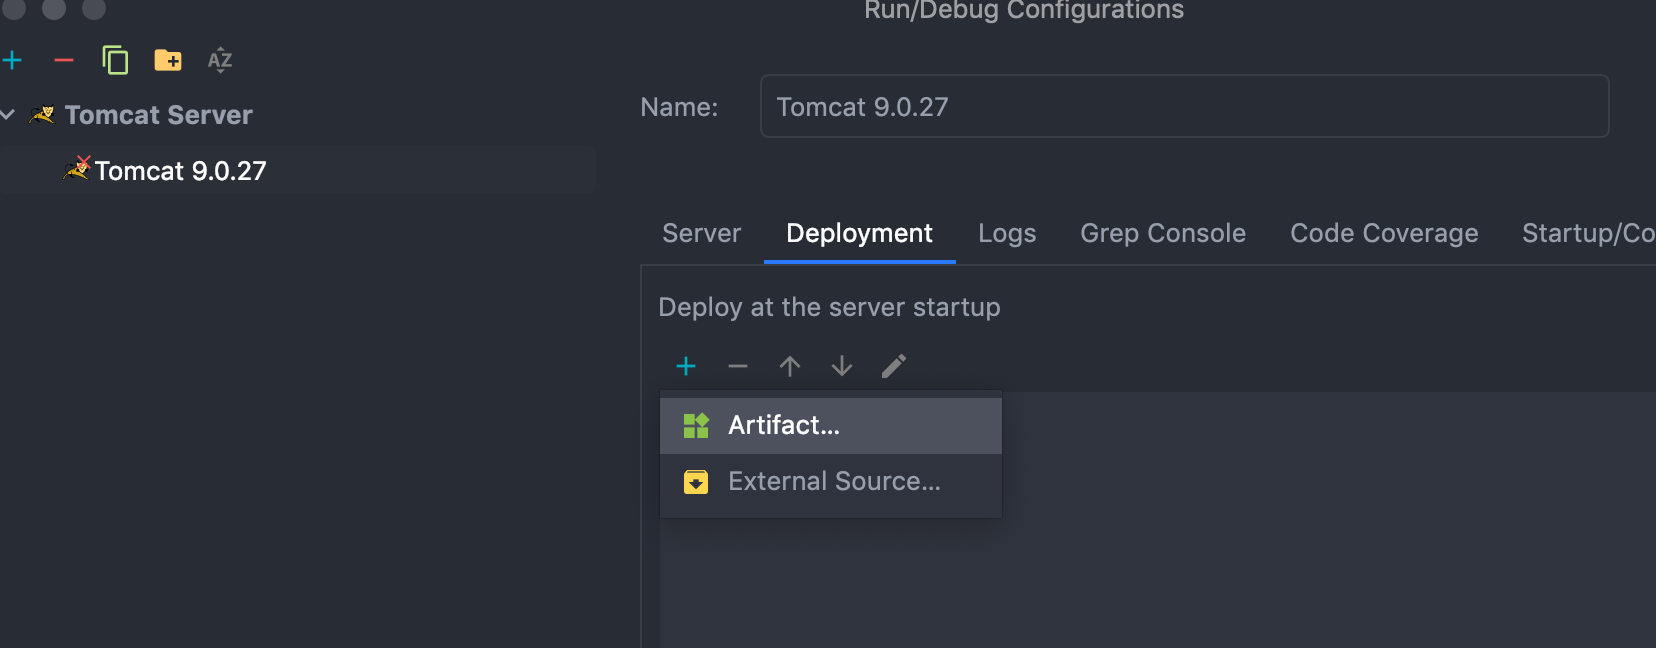 Run/Debug Configurations
AZ
Tomcat Server
Tomcat 9.0.27
Name:
Tomcat 9.0.27
Server
Deployment
Logs
Grep Console
Code Coverage
Startup/Co
Deploy at the server startup
Artifact...
External Source...